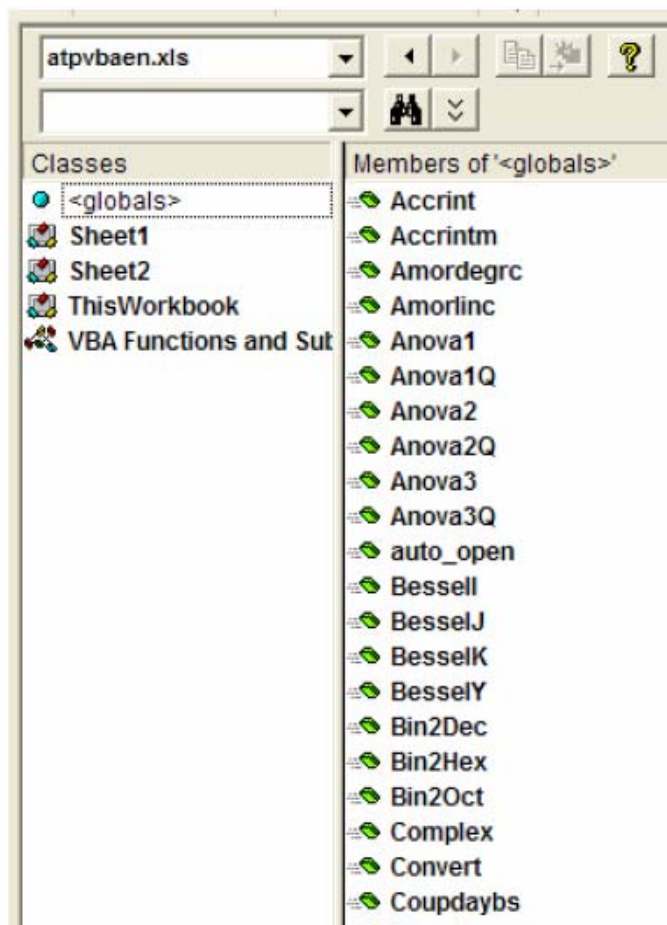 atpvbaen.xls
?
Classes
<globals>
Sheet1
Sheet2
ThisWorkbook
VBA Functions and Sub
Members of '<globals>'
Accrint
Accrintm
Amordegrc
Amorlinc
Anova1
Anova1Q
Anova2
Anova2Q
Anova3
Anova3Q
auto_open
BesselI
BesselJ
BesselK
BesselY
Bin2Dec
Bin2Hex
Bin2Oct
Complex
Convert
Coupdaybs